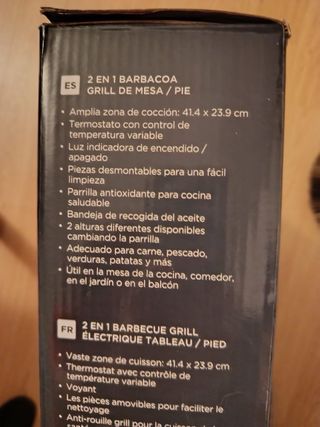 ES 2 EN 1 BARBACOA
GRILL DE MESA / PIE
• Amplia zona de cocción: 41.4 x 23.9 cm
• Termostato con control de
temperatura variable
• Luz indicadora de encendido /
apagado
• Piezas desmontables para una fácil
limpieza
• Parrilla antioxidante para cocina
saludable
• Bandeja de recogida del aceite
• 2 alturas diferentes disponibles
cambiando la parrilla
• Adecuado para carne, pescado,
verduras, patatas y más
• Útil en la mesa de la cocina, comedor,
en el jardín o en el balcón
FR 2 EN 1 BARBECUE GRILL
ÉLECTRIQUE TABLEAU / PIED
• Vaste zone de cuisson: 41.4 x 23.9 cm
• Thermostat avec contrôle de
température variable
• Voyant
• Les pièces amovibles pour faciliter le
nettoyage
• Anti-rouille grill pour la